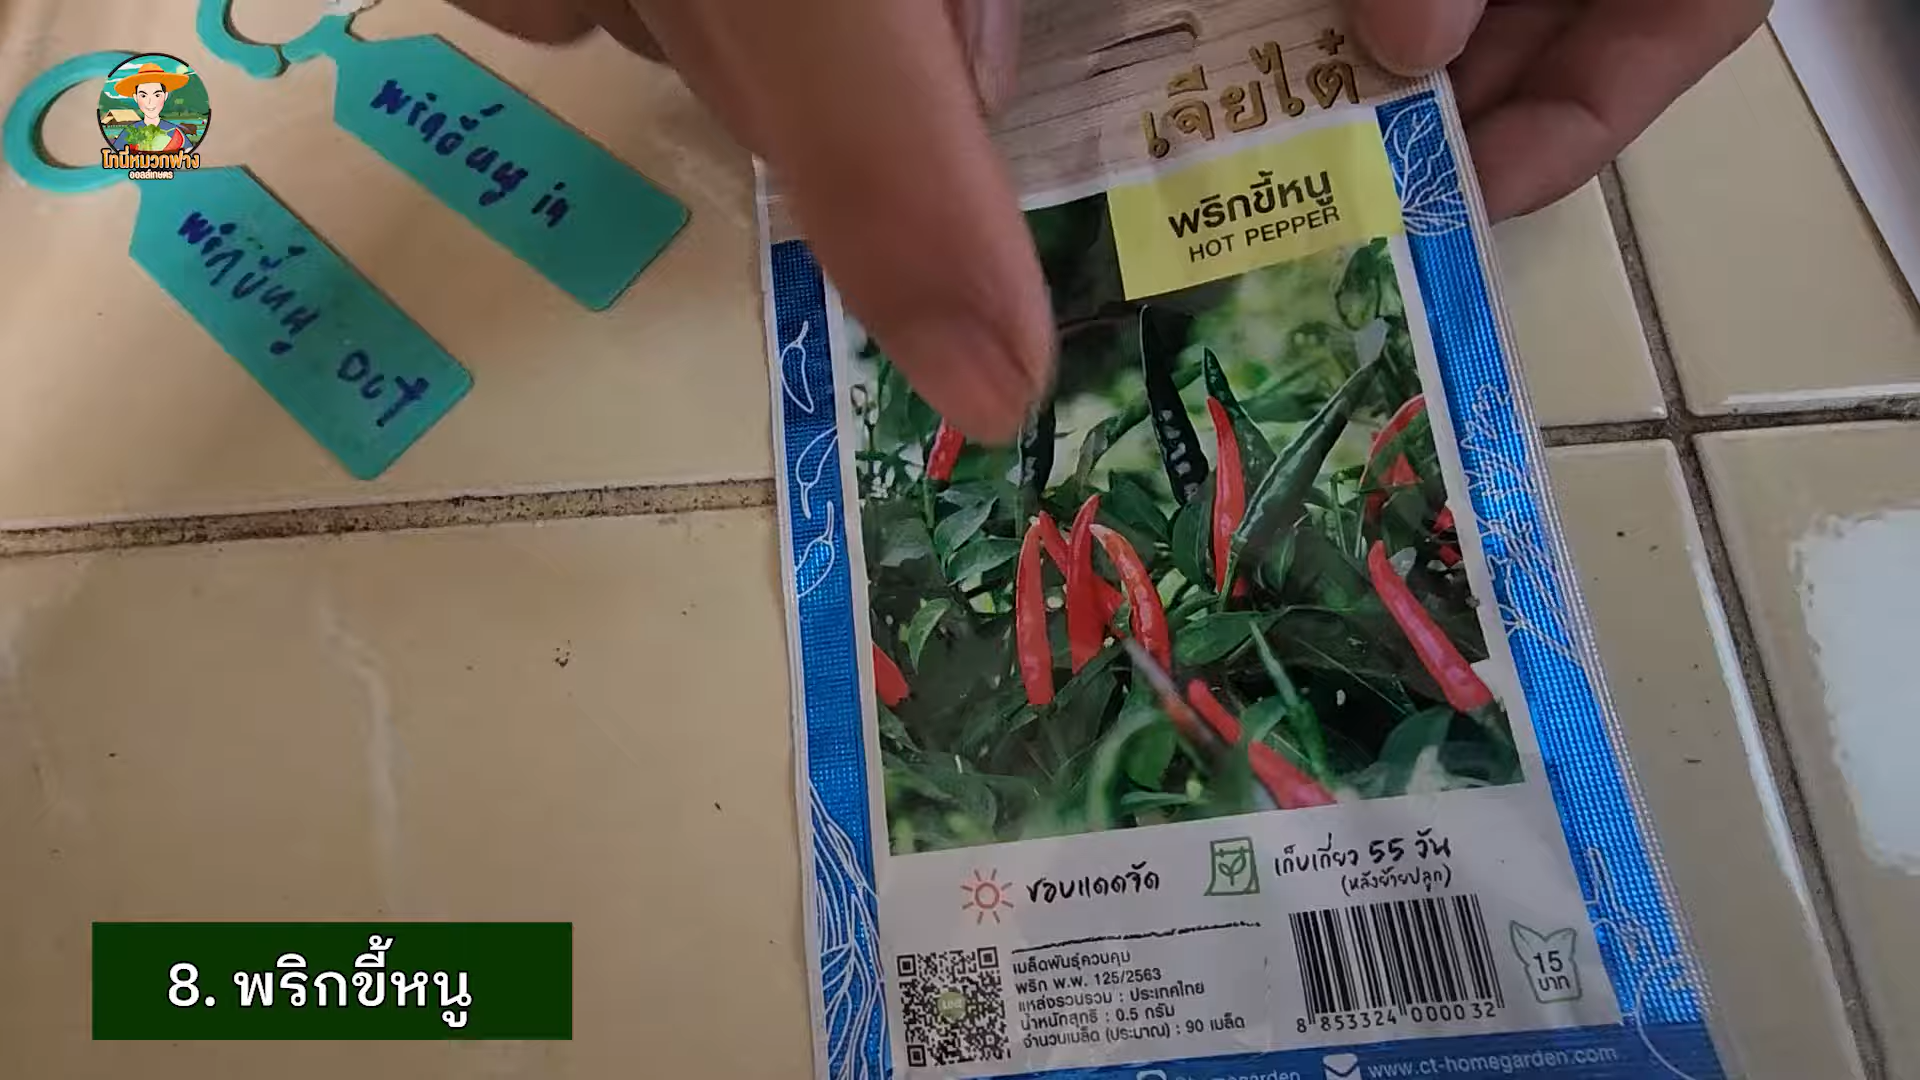 โทนี่หมวกฟาง
ออลล์เกษตร
พริกขี้หนู in
พริกขี้หนู out
เจียไต๋
พริกขี้หนู
HOT PEPPER
ชอบแดดจัด
เก็บเกี่ยว 55 วัน
(หลังย้ายปลูก)
เมล็ดพันธุ์ควบคุม
พริก พ.พ. 125/2563
แหล่งรวบรวม : ประเทศไทย
น้ำหนักสุทธิ : 0.5 กรัม
จำนวนเมล็ด (ประมาณ) : 90 เมล็ด
8 853324 000032
15
บาท
www.ct-homegarden.com
8. พริกขี้หนู